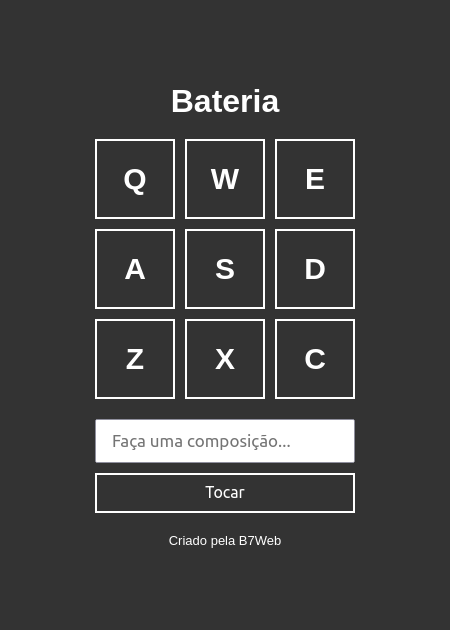 Bateria
Q W E
A S D
Z X C
Faça uma composição...
Tocar
Criado pela B7Web